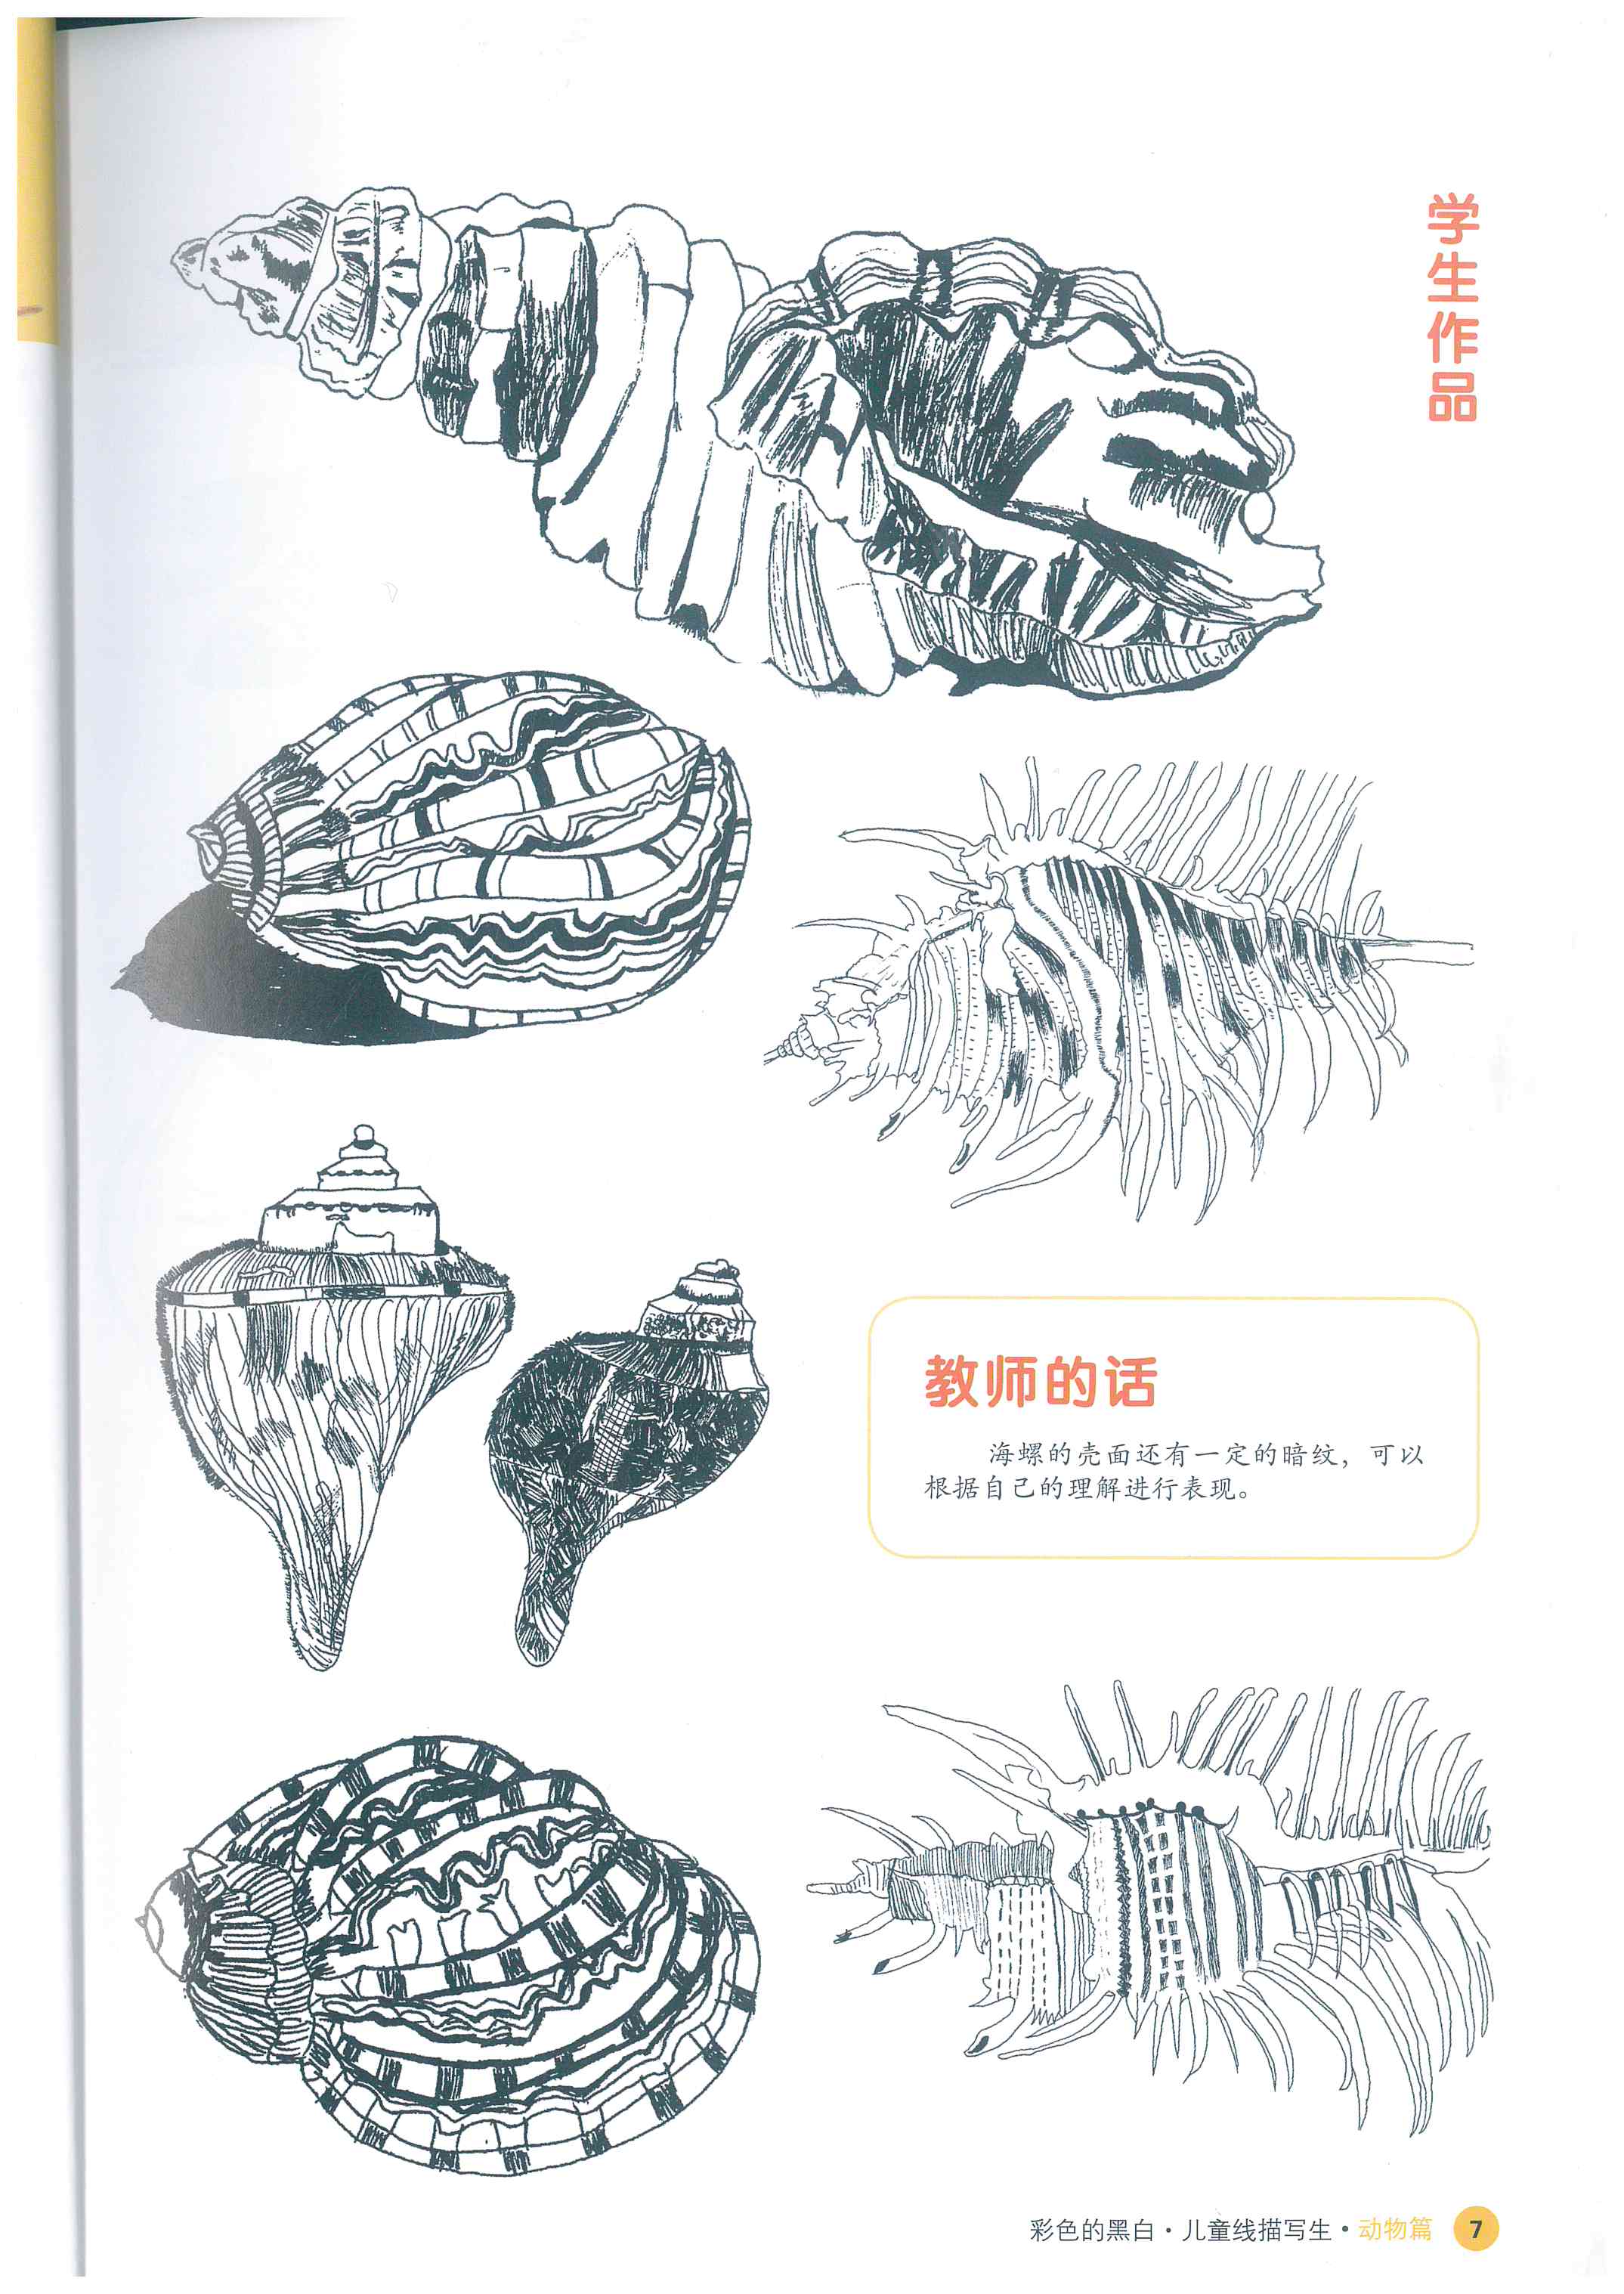 学生作品
教师的话
海螺的壳面还有一定的暗纹，可以
根据自己的理解进行表现。
彩色的黑白·儿童线描写生·动物篇 7